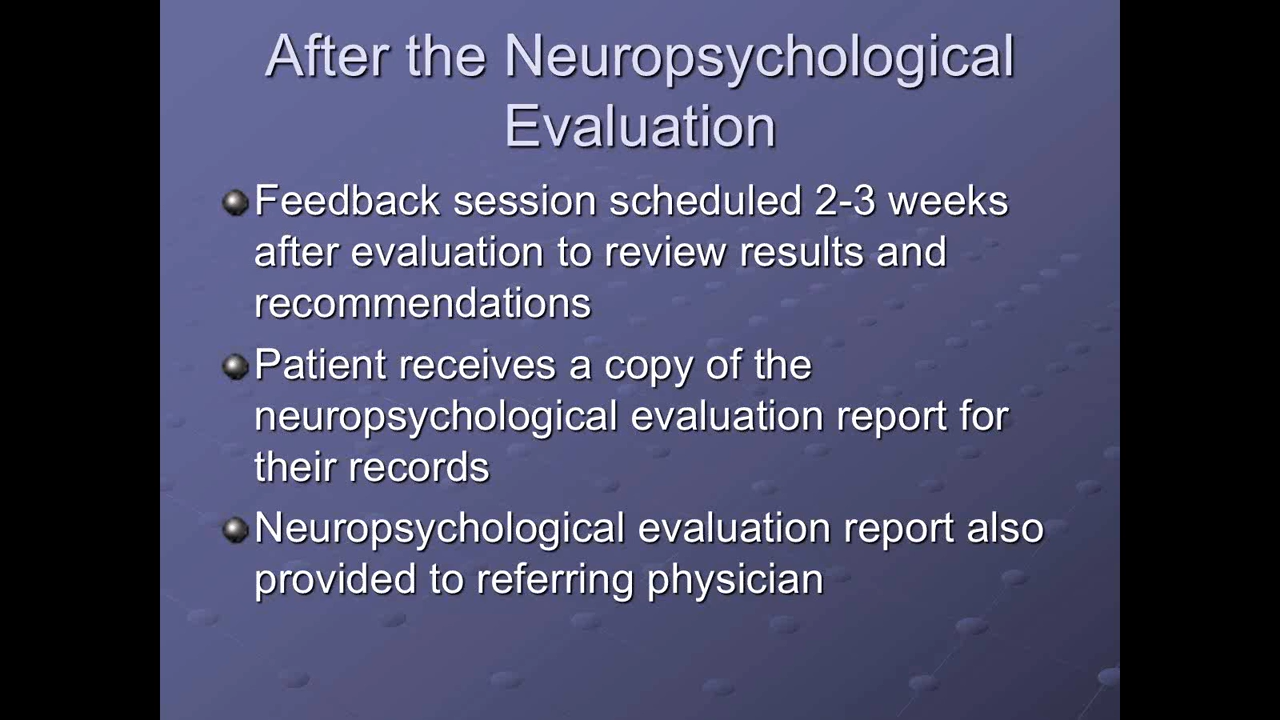 After the Neuropsychological
Evaluation
Feedback session scheduled 2-3 weeks
after evaluation to review results and
recommendations
Patient receives a copy of the
neuropsychological evaluation report for
their records
Neuropsychological evaluation report also
provided to referring physician